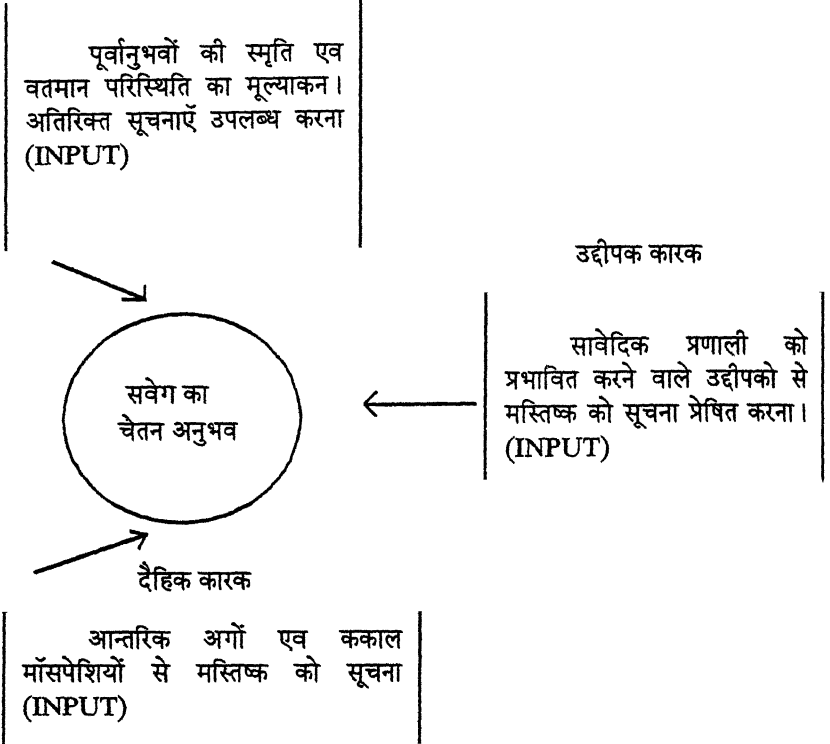 पूर्वानुभवों की स्मृति एव
वतमान परिस्थिति का मूल्याकन।
अतिरिक्त सूचनाएँ उपलब्ध करना
(INPUT)
उद्दीपक कारक
सावेदिक प्रणाली को
प्रभावित करने वाले उद्दीपको से
मस्तिष्क को सूचना प्रेषित करना।
(INPUT)
सवेग का
चेतन अनुभव
दैहिक कारक
आन्तरिक अगों एव ककाल
माँसपेशियों से मस्तिष्क को सूचना
(INPUT)